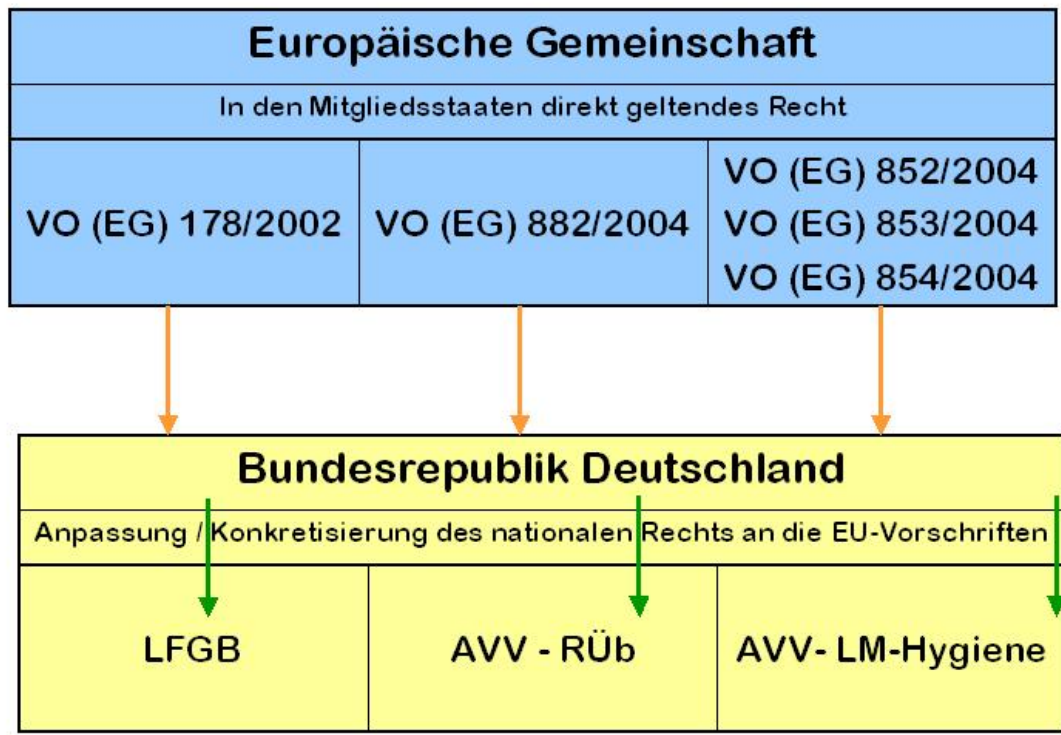 Europäische Gemeinschaft
In den Mitgliedsstaaten direkt geltendes Recht
VO (EG) 178/2002
VO (EG) 882/2004
VO (EG) 852/2004
VO (EG) 853/2004
VO (EG) 854/2004
Bundesrepublik Deutschland
Anpassung / Konkretisierung des nationalen Rechts an die EU-Vorschriften
LFGB
AVV - RÜb
AVV- LM-Hygiene